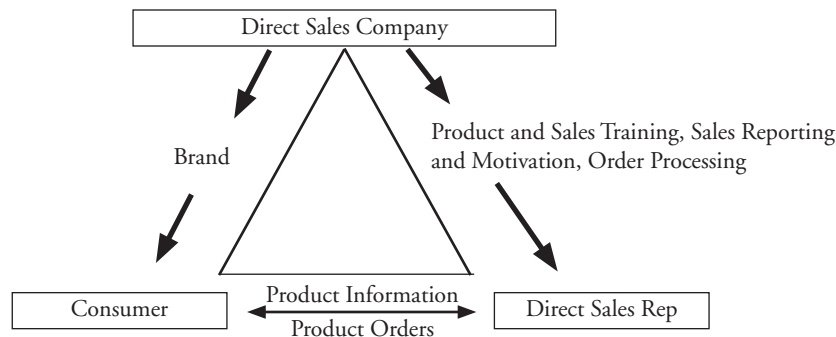 Direct Sales Company
Brand
Product and Sales Training, Sales Reporting
and Motivation, Order Processing
Consumer
Product Information
Product Orders
Direct Sales Rep